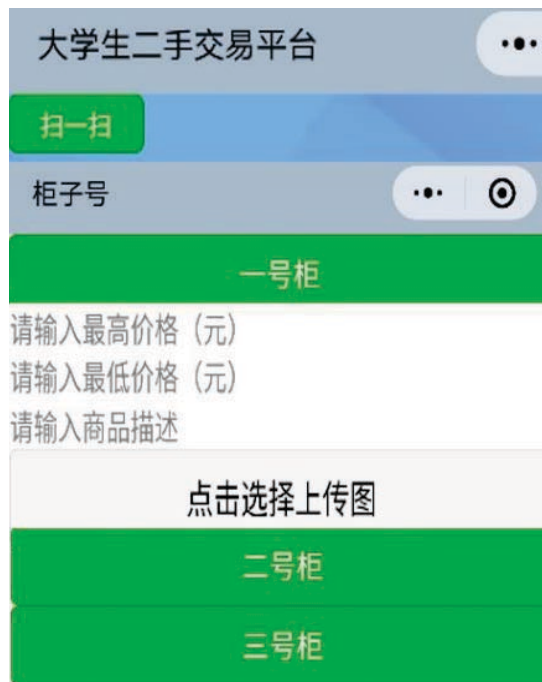 大学生二手交易平台
扫一扫
柜子号
一号柜
请输入最高价格（元）
请输入最低价格（元）
请输入商品描述
点击选择上传图
二号柜
三号柜